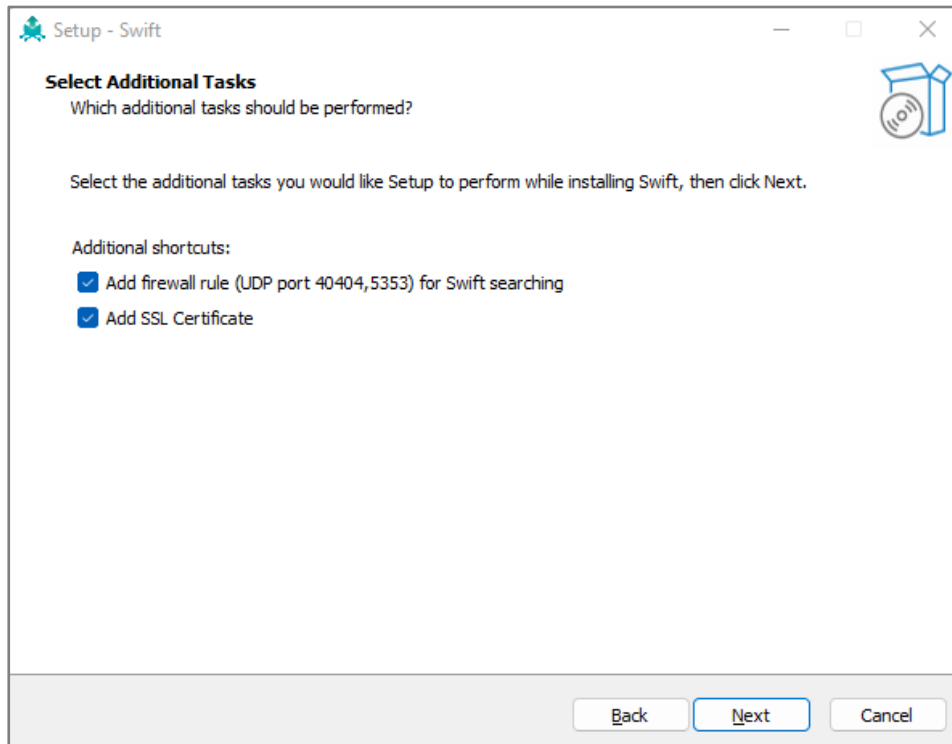 Setup - Swift
Select Additional Tasks
Which additional tasks should be performed?
Select the additional tasks you would like Setup to perform while installing Swift, then click Next.
Additional shortcuts:
Add firewall rule (UDP port 40404,5353) for Swift searching
Add SSL Certificate
Back Next Cancel